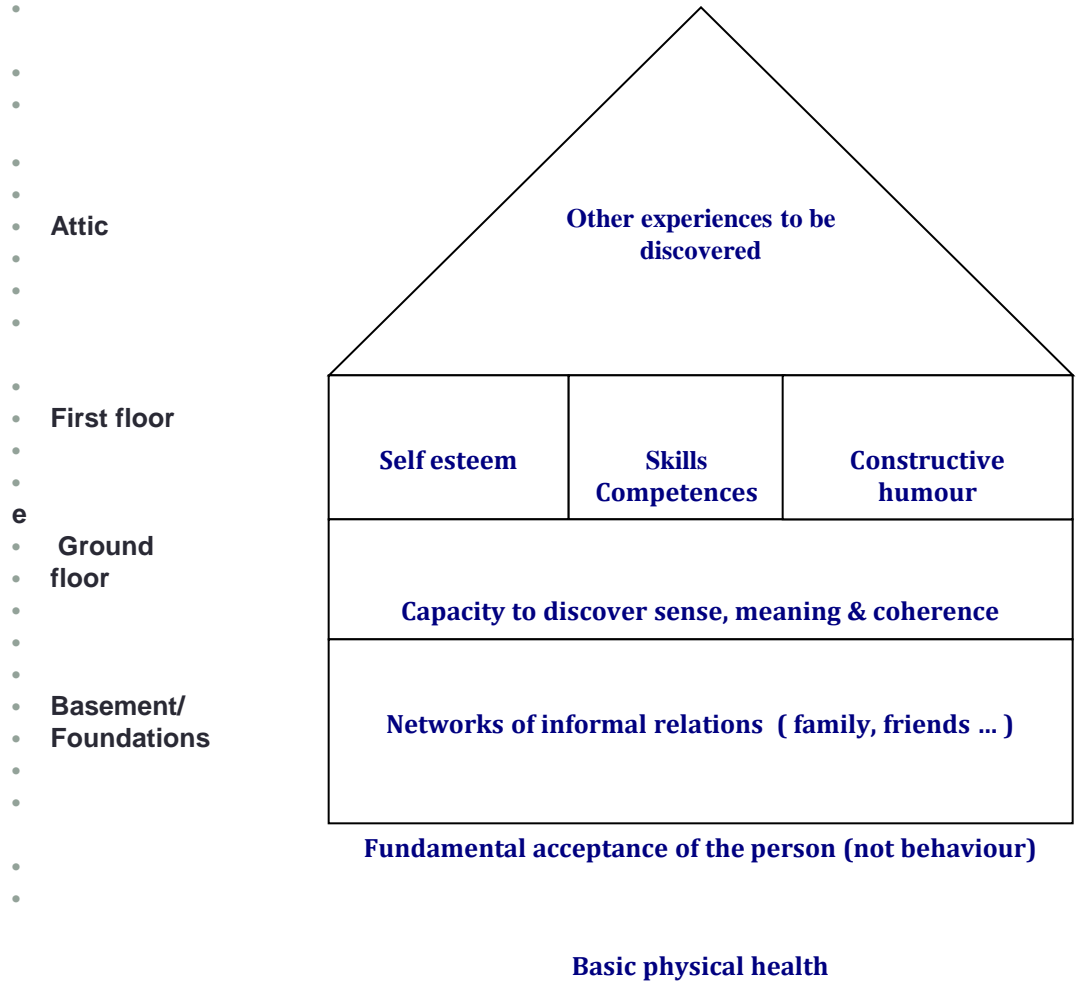 Attic
Other experiences to be
discovered
First floor
Self esteem
Skills
Competences
Constructive
humour
e
Ground
floor
Capacity to discover sense, meaning & coherence
Basement/
Foundations
Networks of informal relations ( family, friends … )
Fundamental acceptance of the person (not behaviour)
Basic physical health